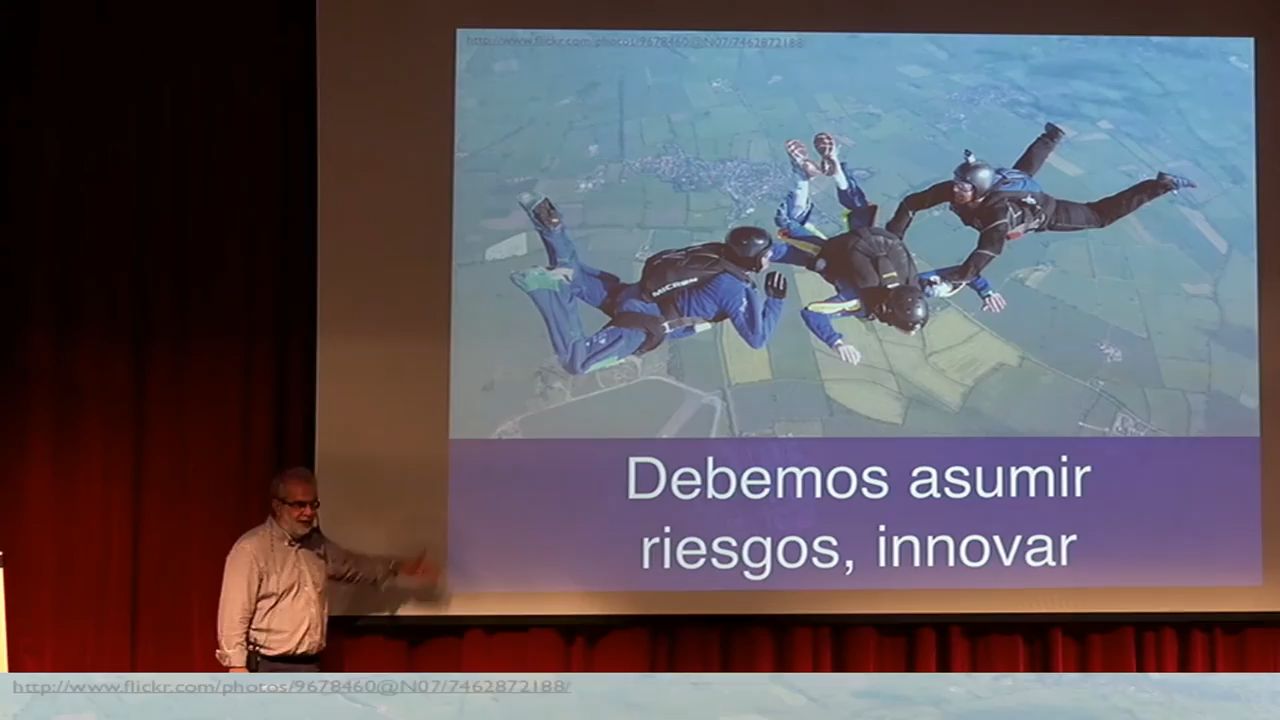 http://www.flickr.com/photos/9678460@N07/7462872188
MICRON
Debemos asumir
riesgos, innovar
http://www.flickr.com/photos/9678460@N07/7462872188/